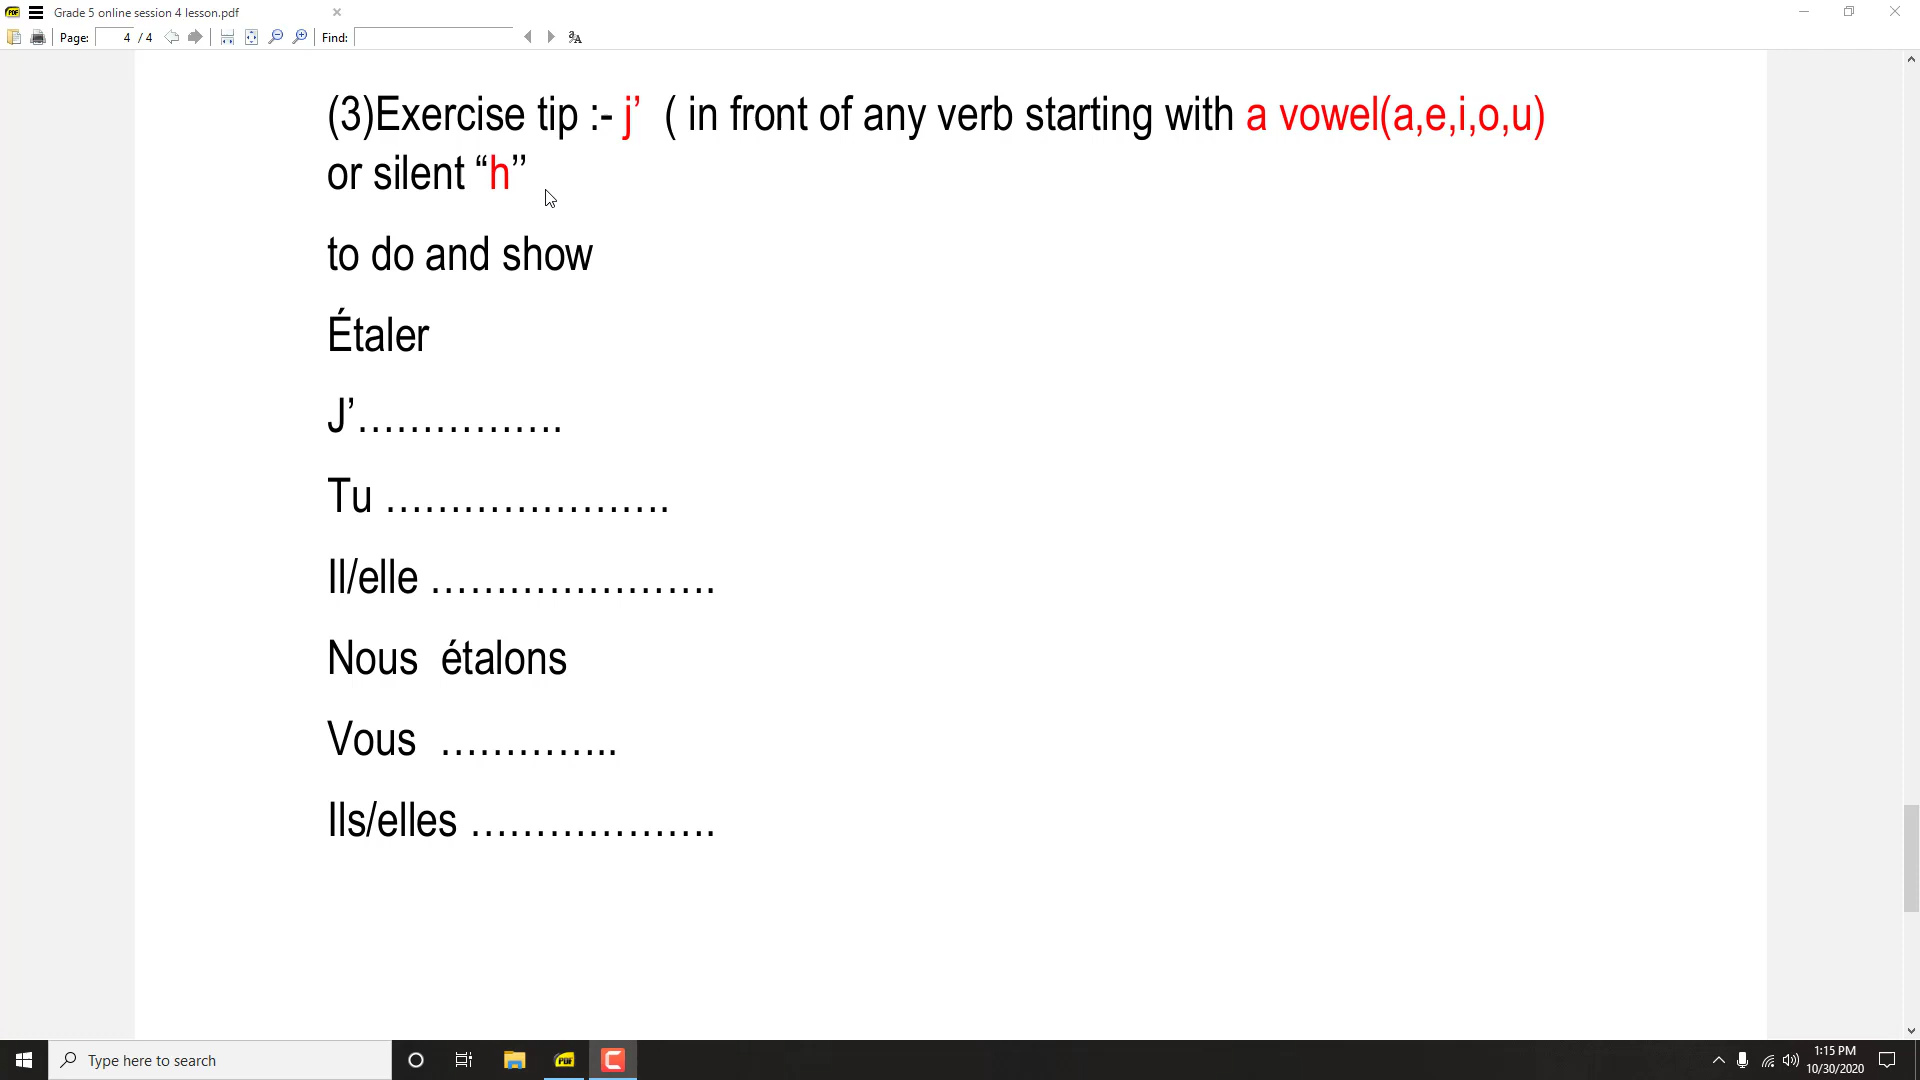 Grade 5 online session 4 lesson.pdf
Page: 4 / 4 Find:
(3)Exercise tip :- j’ ( in front of any verb starting with a vowel(a,e,i,o,u)
or silent “h’’
to do and show
Étaler
J’…………….
Tu ………………….
Il/elle ………………….
Nous étalons
Vous …………..
Ils/elles ……………….
Type here to search
1:15 PM
10/30/2020